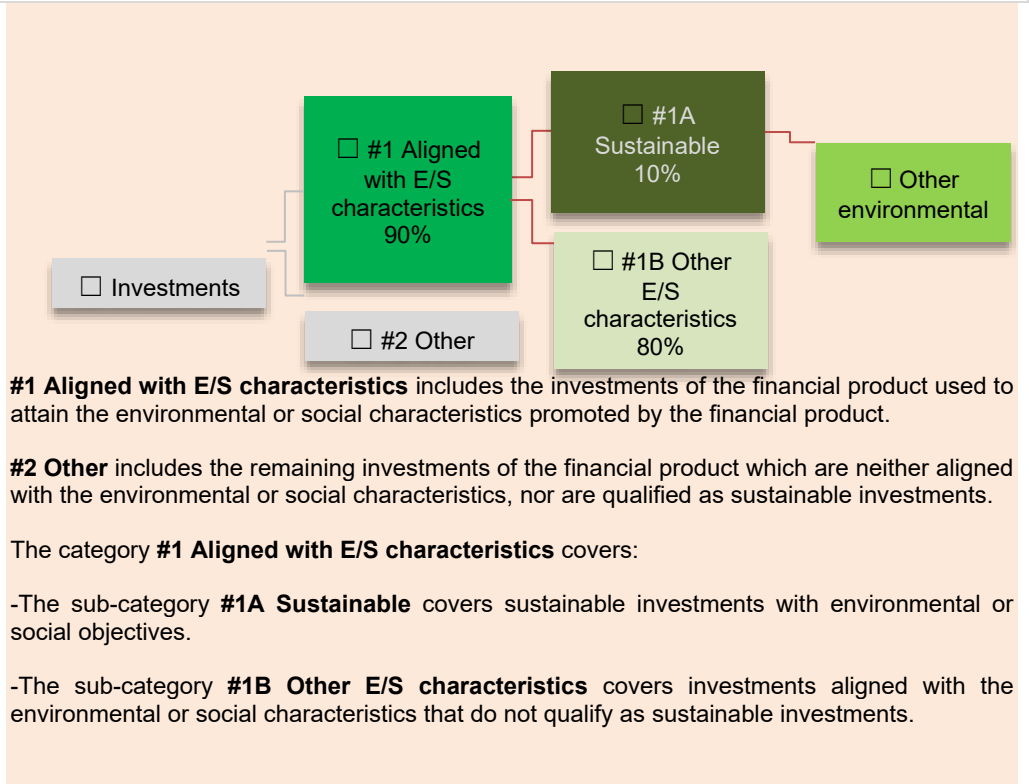 ☐ Investments
☐ #1 Aligned
with E/S
characteristics
90%
☐ #2 Other
☐ #1A
Sustainable
10%
☐ #1B Other
E/S
characteristics
80%
☐ Other
environmental
#1 Aligned with E/S characteristics includes the investments of the financial product used to
attain the environmental or social characteristics promoted by the financial product.
#2 Other includes the remaining investments of the financial product which are neither aligned
with the environmental or social characteristics, nor are qualified as sustainable investments.
The category #1 Aligned with E/S characteristics covers:
-The sub-category #1A Sustainable covers sustainable investments with environmental or
social objectives.
-The sub-category #1B Other E/S characteristics covers investments aligned with the
environmental or social characteristics that do not qualify as sustainable investments.